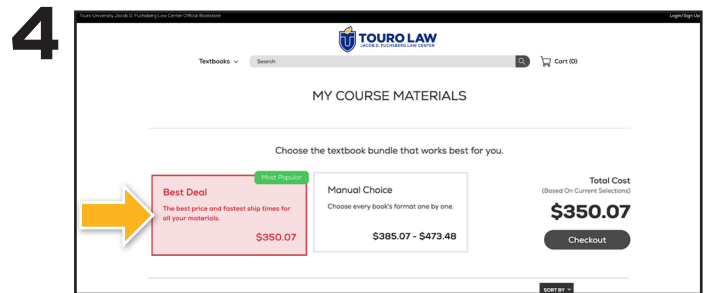 4
Touro University Jacob D. Fuchsberg Law Center Official Bookstore
Login/Sign Up
TOURO LAW
JACOB D. FUCHSBERG LAW CENTER
Textbooks
Search
Cart (0)
MY COURSE MATERIALS
Choose the textbook bundle that works best for you.
Most Popular
Best Deal
The best price and fastest ship times for
all your materials.
$350.07
Manual Choice
Choose every book's format one by one.
$385.07 - $473.48
Total Cost
(Based On Current Selections)
$350.07
Checkout
SORT BY